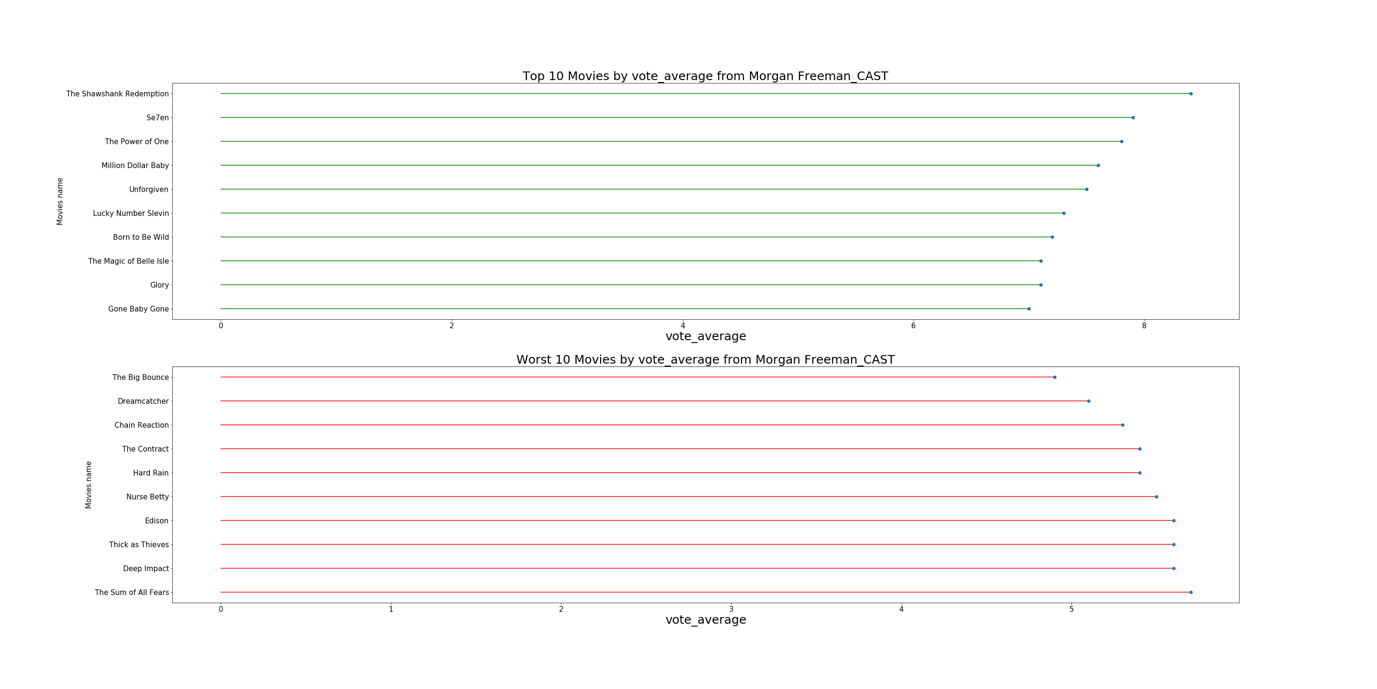 Top 10 Movies by vote_average from Morgan Freeman_CAST
Movies name
The Shawshank Redemption
Se7en
The Power of One
Million Dollar Baby
Unforgiven
Lucky Number Slevin
Born to Be Wild
The Magic of Belle Isle
Glory
Gone Baby Gone
0 2 4 6 8
vote_average
Worst 10 Movies by vote_average from Morgan Freeman_CAST
Movies name
The Big Bounce
Dreamcatcher
Chain Reaction
The Contract
Hard Rain
Nurse Betty
Edison
Thick as Thieves
Deep Impact
The Sum of All Fears
0 1 2 3 4 5
vote_average